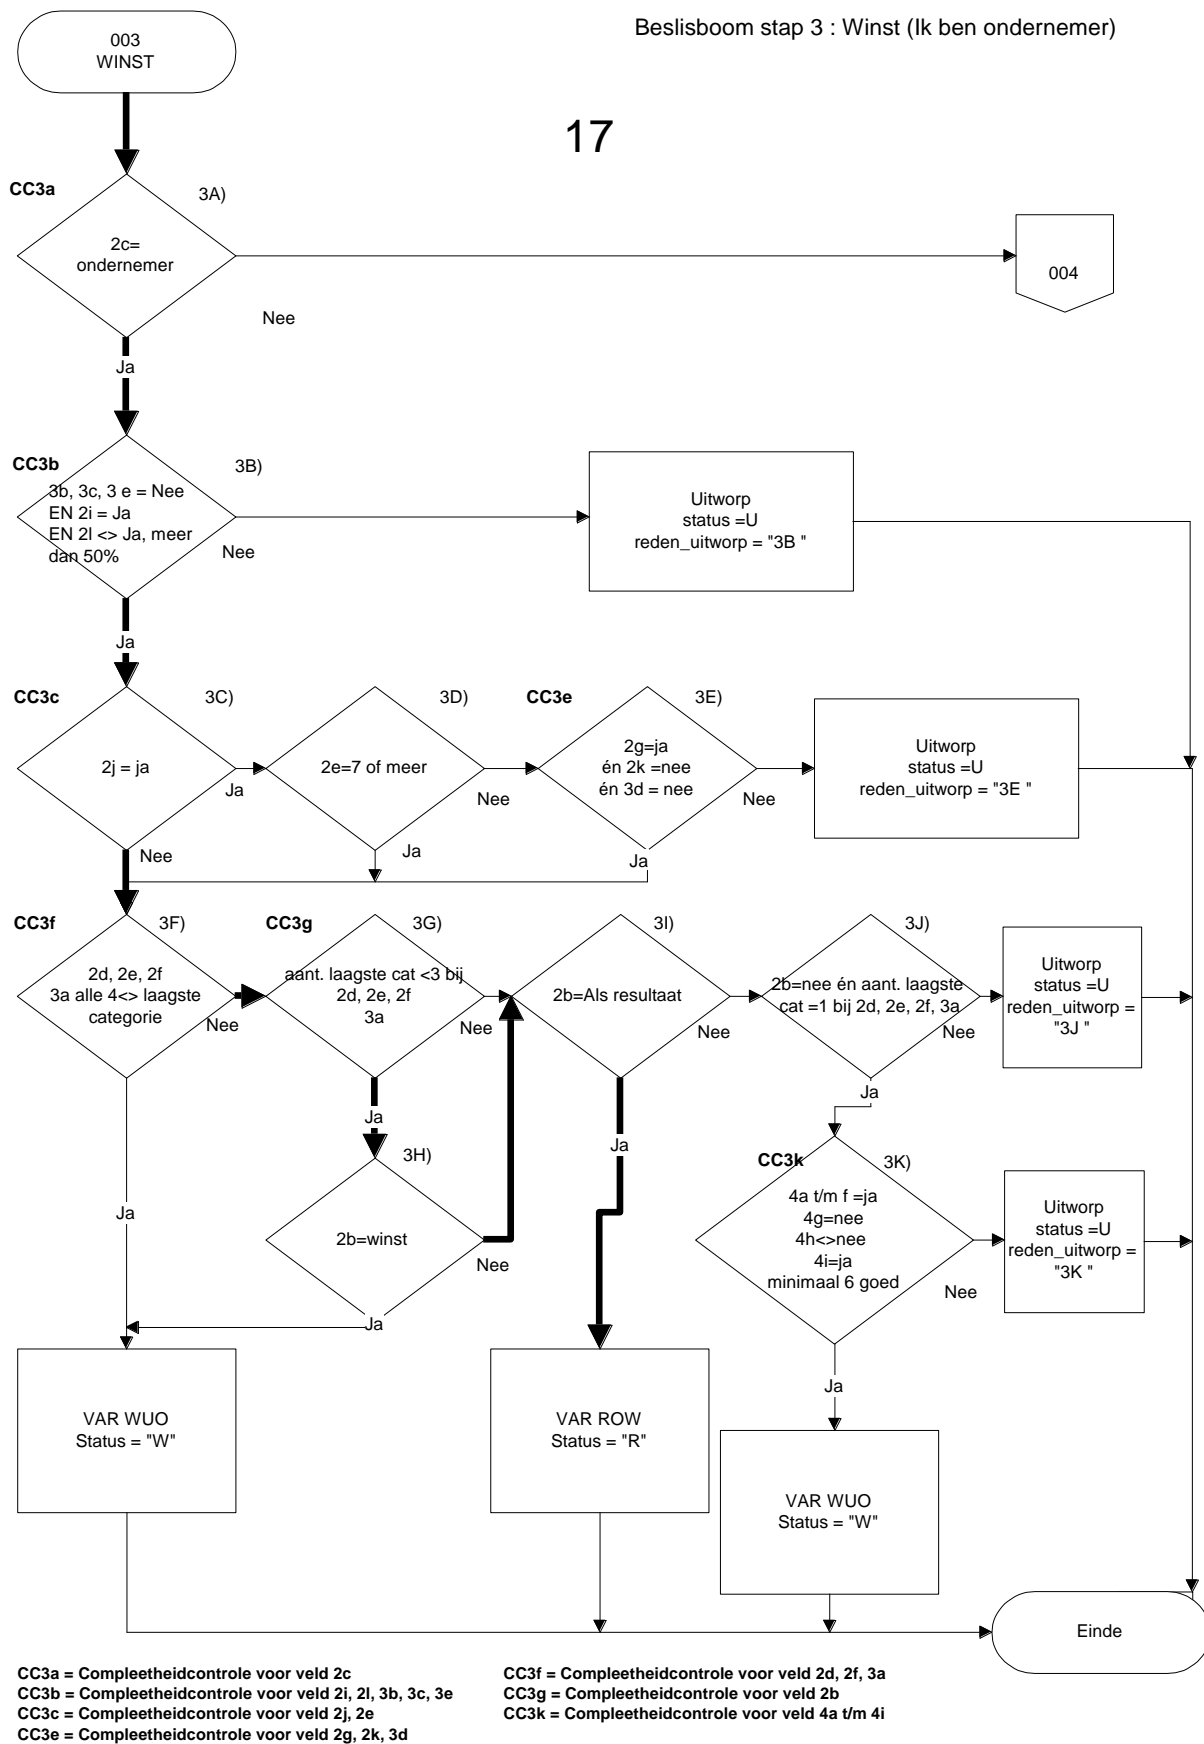 Beslisboom stap 3 : Winst (Ik ben ondernemer)
003
WINST
17
CC3a
3A)
2c=
ondernemer
004
Nee
Ja
CC3b
3B)
3b, 3c, 3 e = Nee
EN 2i = Ja
EN 2l <> Ja, meer
dan 50%
Nee
Uitworp
status =U
reden_uitworp = "3B "
Ja
CC3c
3C)
2j = ja
Ja
3D)
2e=7 of meer
Nee
CC3e
3E)
2g=ja
én 2k =nee
én 3d = nee
Nee
Uitworp
status =U
reden_uitworp = "3E "
Nee
Ja
Ja
CC3f
3F)
2d, 2e, 2f
3a alle 4<> laagste
categorie
Nee
CC3g
3G)
aant. laagste cat <3 bij
2d, 2e, 2f
3a
Nee
3I)
2b=Als resultaat
Nee
3J)
2b=nee én aant. laagste
cat =1 bij 2d, 2e, 2f, 3a
Nee
Uitworp
status =U
reden_uitworp =
"3J "
Ja
Ja
Ja
Ja
3H)
2b=winst
Nee
Ja
CC3k
3K)
4a t/m f =ja
4g=nee
4h<>nee
4i=ja
minimaal 6 goed
Nee
Uitworp
status =U
reden_uitworp =
"3K "
Ja
VAR WUO
Status = "W"
VAR ROW
Status = "R"
VAR WUO
Status = "W"
Einde
CC3a = Compleetheidcontrole voor veld 2c
CC3b = Compleetheidcontrole voor veld 2i, 2l, 3b, 3c, 3e
CC3c = Compleetheidcontrole voor veld 2j, 2e
CC3e = Compleetheidcontrole voor veld 2g, 2k, 3d
CC3f = Compleetheidcontrole voor veld 2d, 2f, 3a
CC3g = Compleetheidcontrole voor veld 2b
CC3k = Compleetheidcontrole voor veld 4a t/m 4i